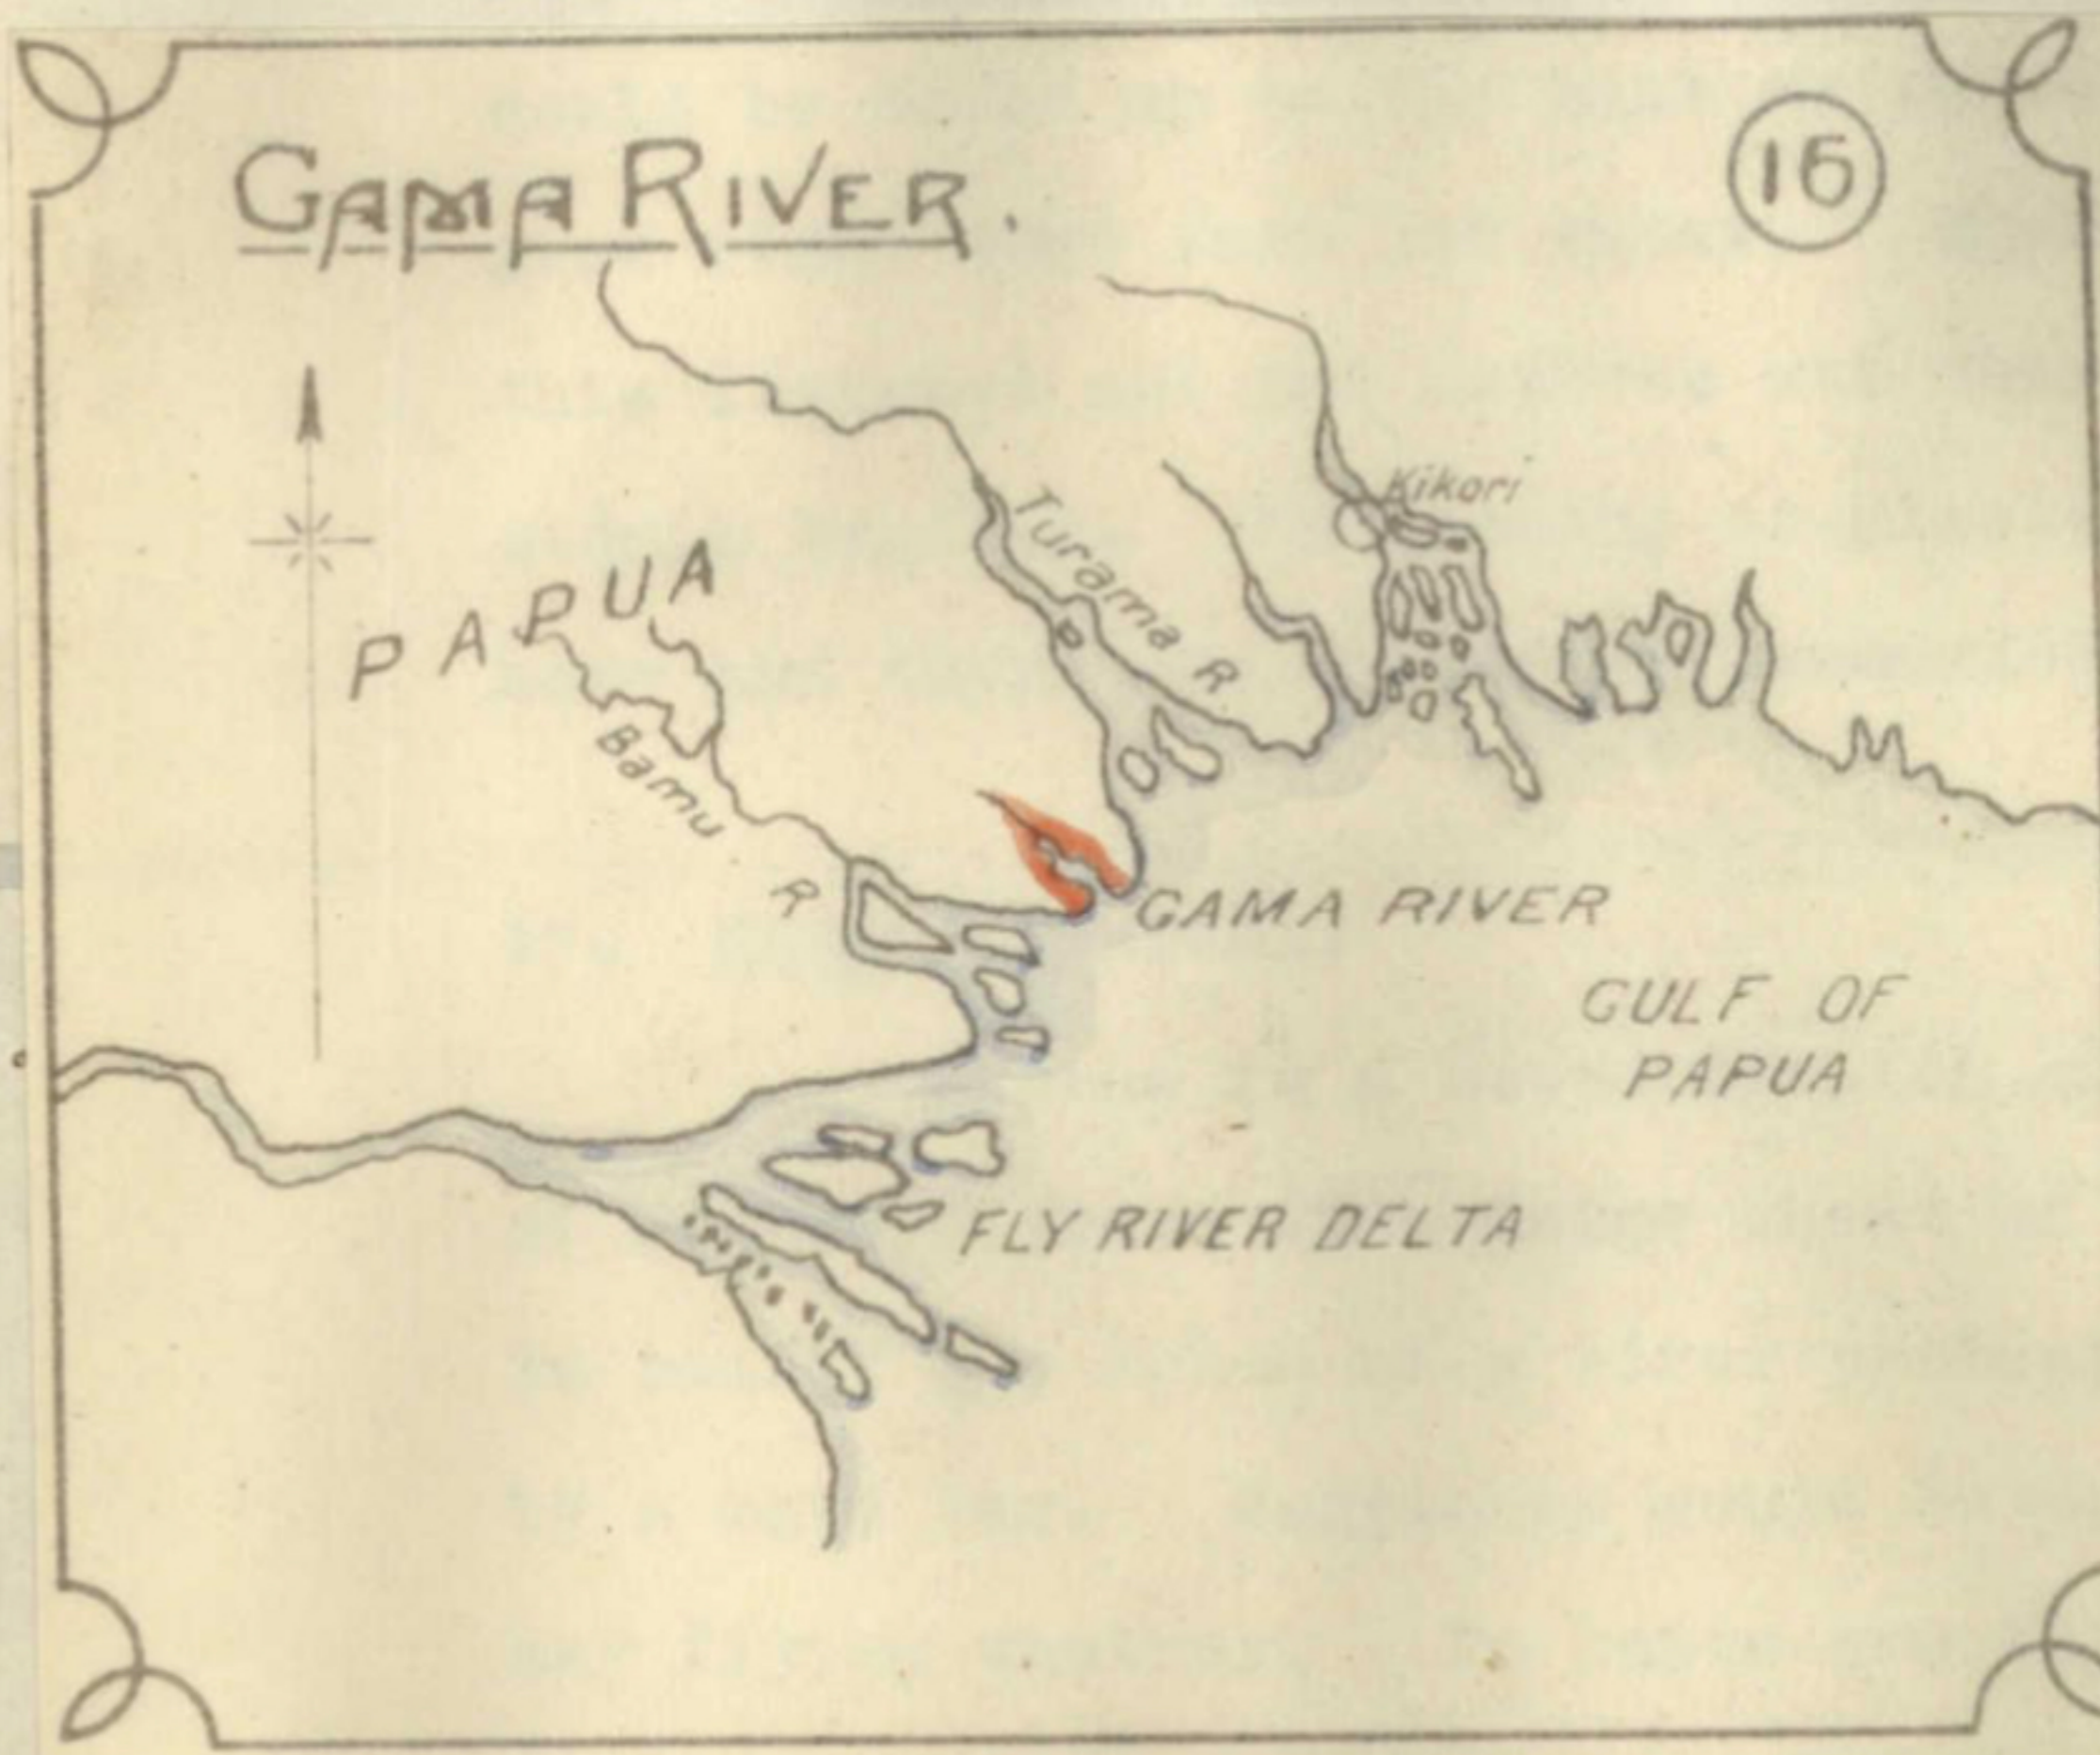 GAMA RIVER.
16
Kikori
Turama R
PAPUA
Bamu R
GAMA RIVER
GULF OF
PAPUA
FLY RIVER DELTA